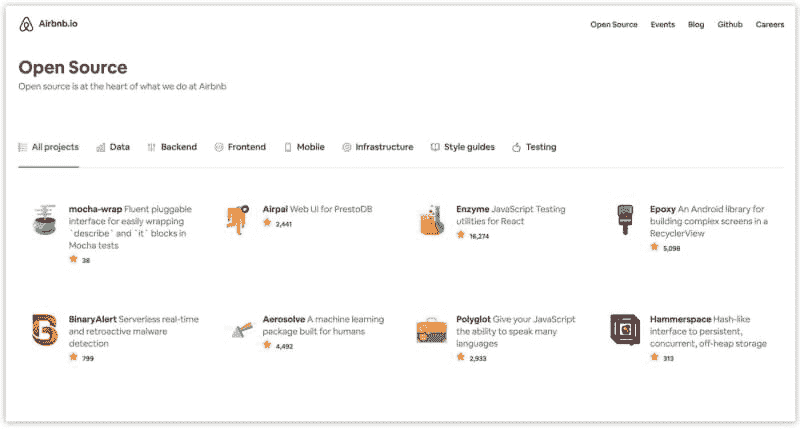 Airbnb.io
Open Source Events Blog Github Careers
Open Source
Open source is at the heart of what we do at Airbnb
All projects Data Backend Frontend Mobile Infrastructure Style guides Testing
mocha-wrap Fluent pluggable
interface for easily wrapping
`describe` and `it` blocks in
Mocha tests
38
Airpal Web UI for PrestoDB
2,441
Enzyme JavaScript Testing
utilities for React
16,274
Epoxy An Android library for
building complex screens in a
RecyclerView
5,098
BinaryAlert Serverless real-time
and retroactive malware
detection
799
Aerosolve A machine learning
package built for humans
4,492
Polyglot Give your JavaScript
the ability to speak many
languages
2,933
Hammerspace Hash-like
interface to persistent,
concurrent, off-heap storage
313